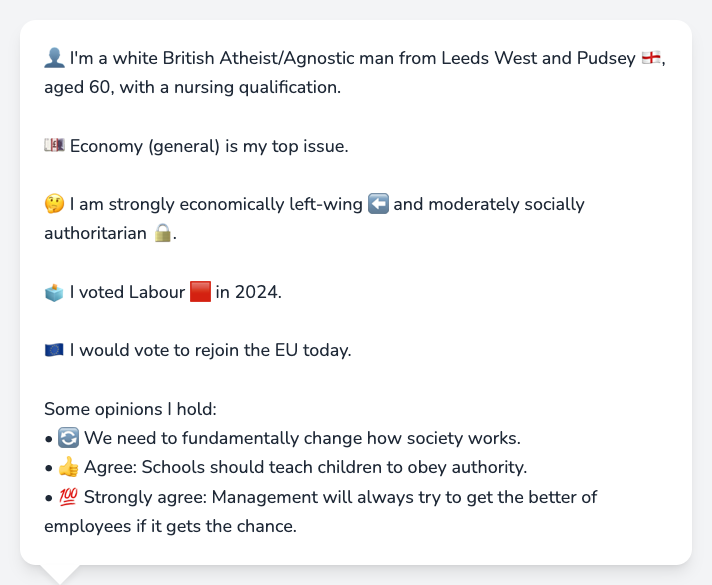 👤 I'm a white British Atheist/Agnostic man from Leeds West and Pudsey 🏴󠁧󠁢󠁥󠁮󠁧󠁿,
aged 60, with a nursing qualification.
💷 Economy (general) is my top issue.
🤔 I am strongly economically left-wing ⬅️ and moderately socially
authoritarian 🔒.
🗳️ I voted Labour 🟥 in 2024.
🇪🇺 I would vote to rejoin the EU today.
Some opinions I hold:
• 🔄 We need to fundamentally change how society works.
• 👍 Agree: Schools should teach children to obey authority.
• 💯 Strongly agree: Management will always try to get the better of
employees if it gets the chance.